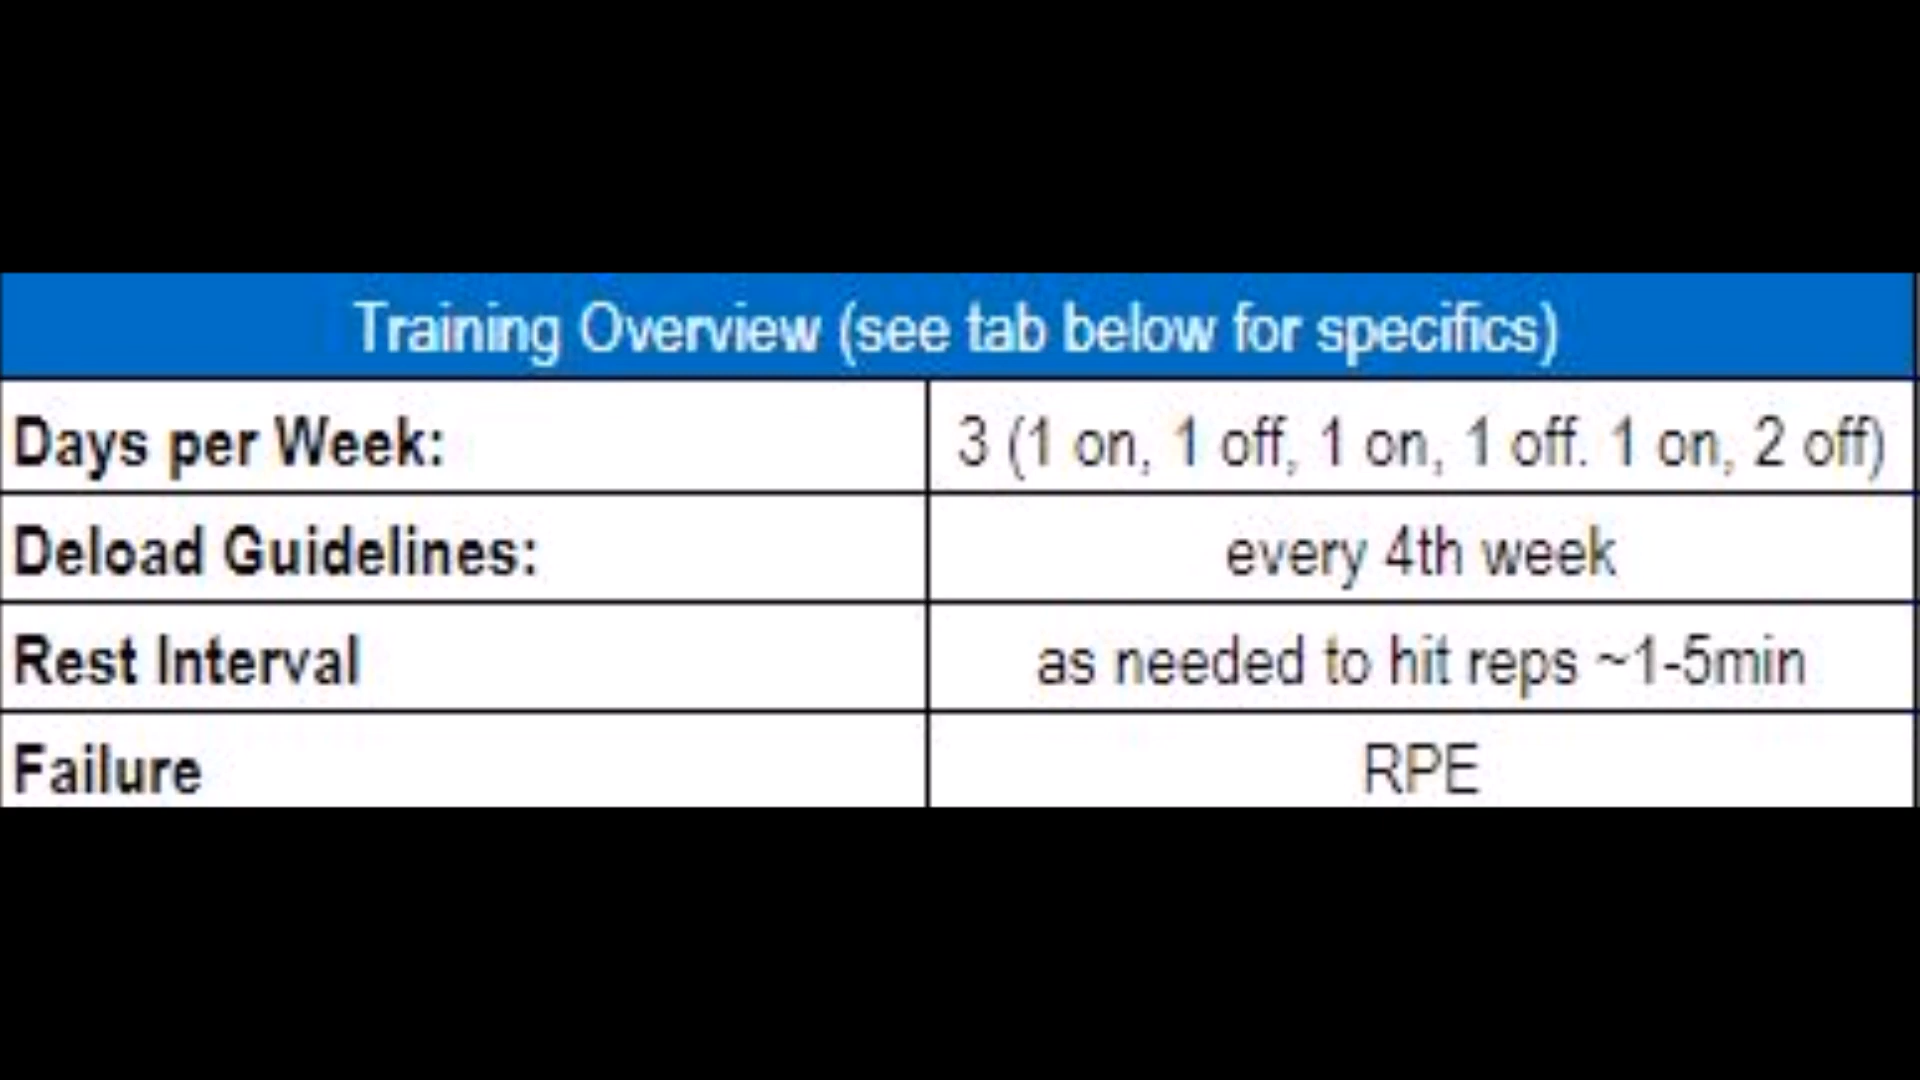 Training Overview (see tab below for specifics)
Days per Week: 3 (1 on, 1 off, 1 on, 1 off. 1 on, 2 off)
Deload Guidelines: every 4th week
Rest Interval as needed to hit reps ~1-5min
Failure RPE